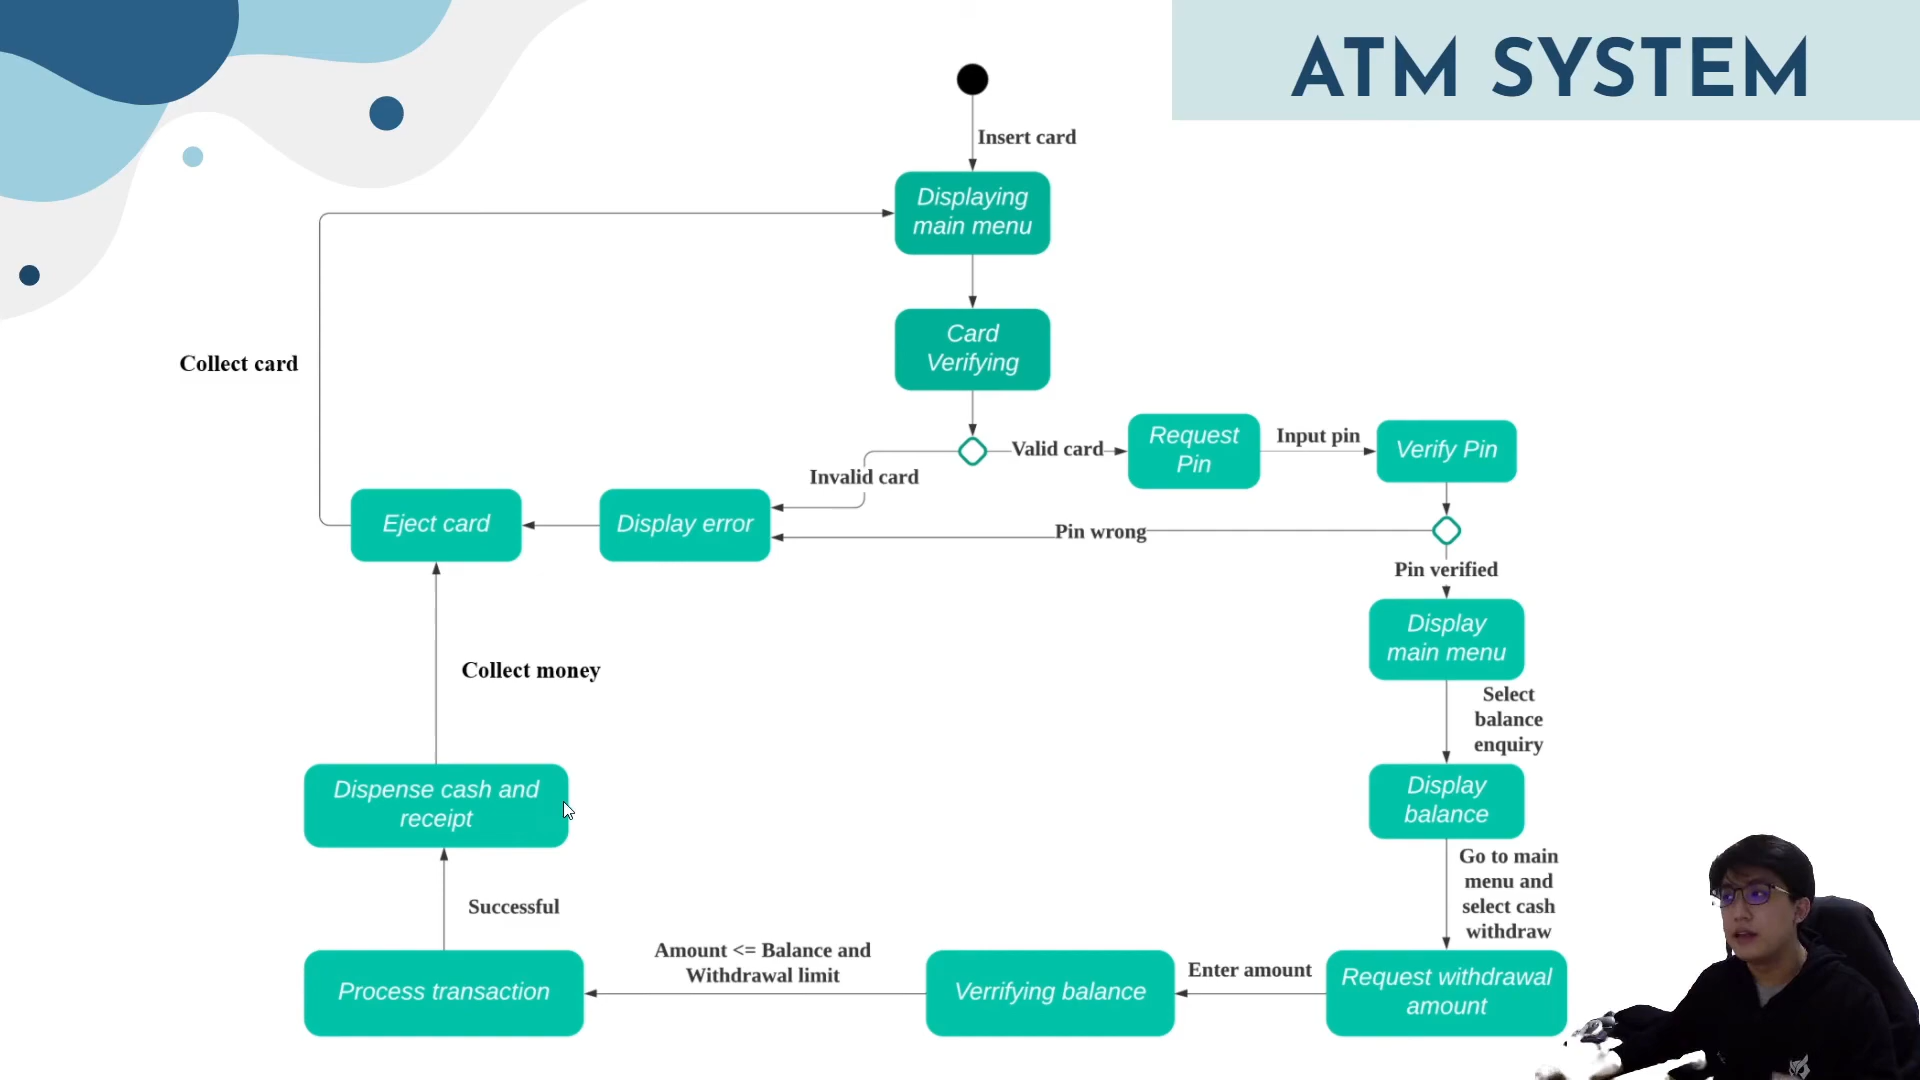 ATM SYSTEM
Insert card
Displaying
main menu
Card
Verifying
Collect card
Valid card
Request
Pin
Input pin
Verify Pin
Invalid card
Eject card
Display error
Pin wrong
Pin verified
Display
main menu
Collect money
Select
balance
enquiry
Dispense cash and
receipt
Display
balance
Go to main
menu and
select cash
withdraw
Successful
Amount <= Balance and
Withdrawal limit
Process transaction
Verrifying balance
Enter amount
Request withdrawal
amount